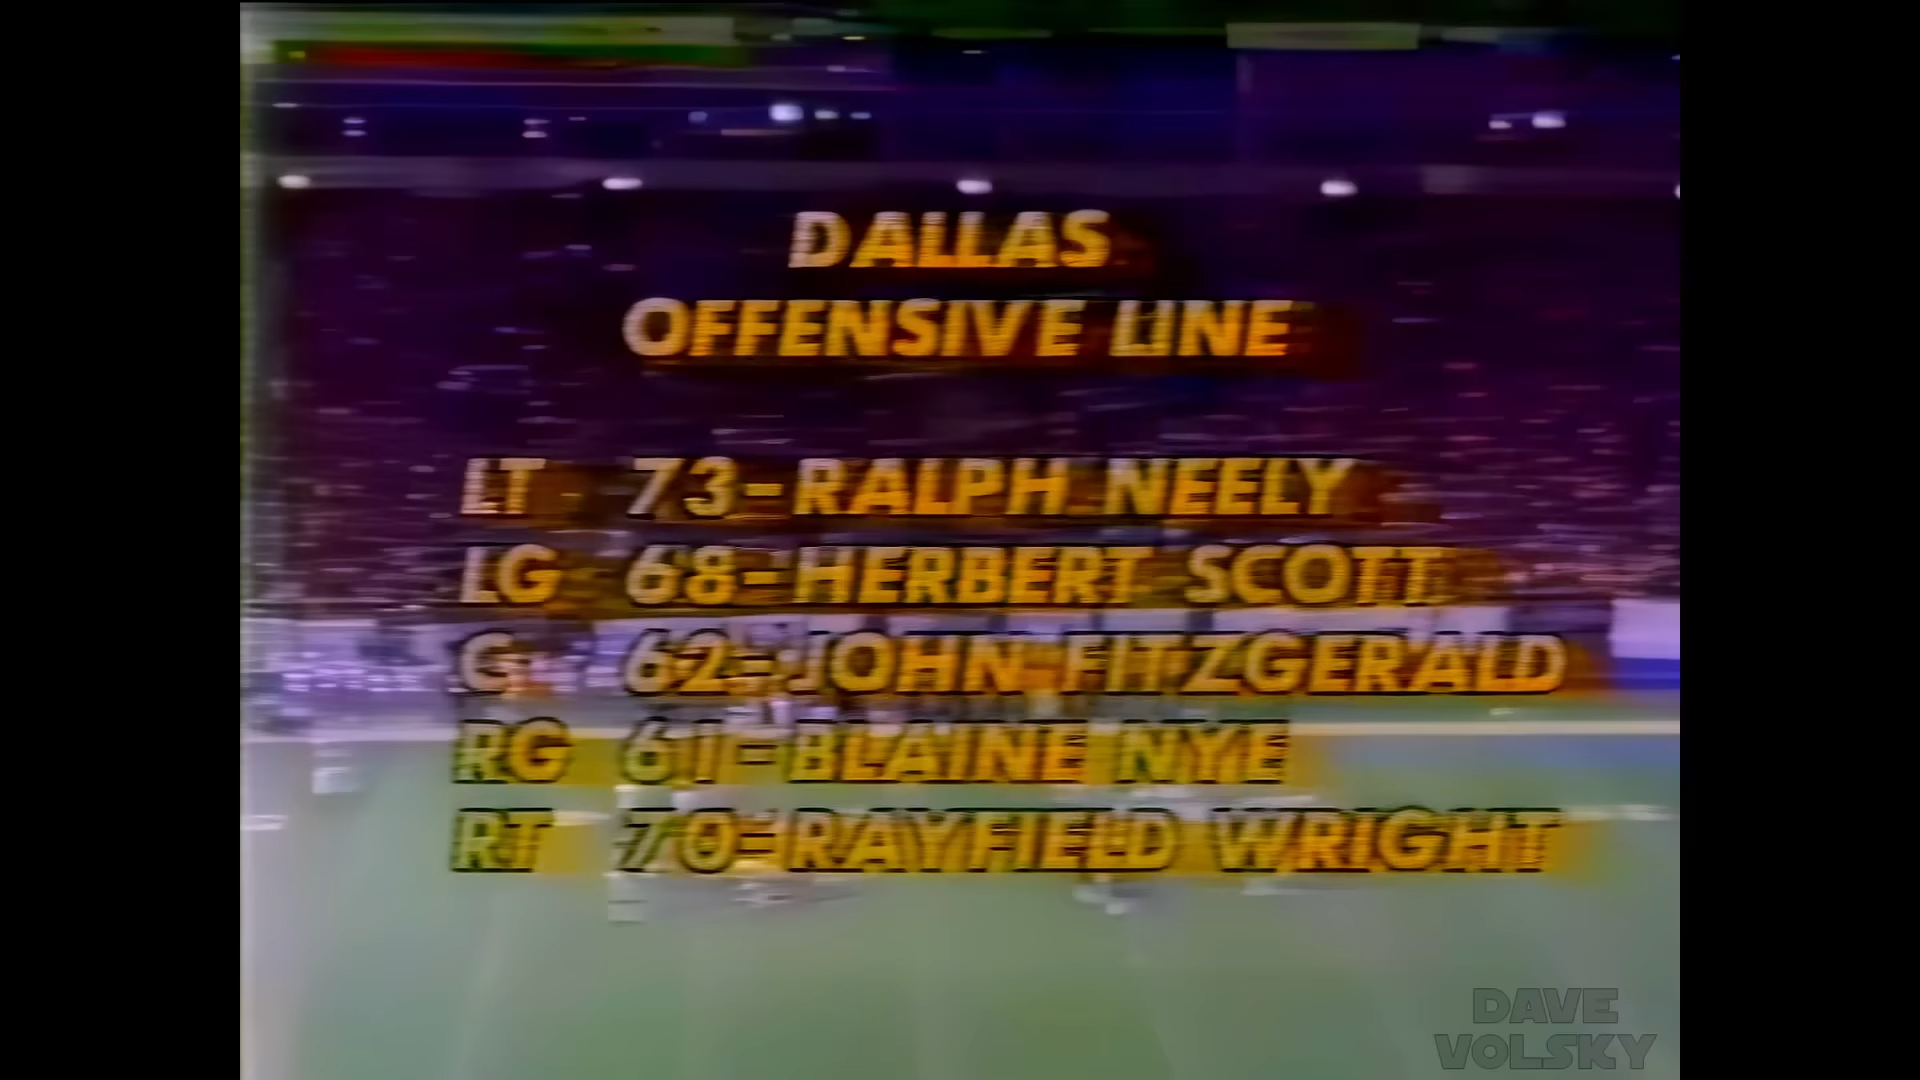 DALLAS
OFFENSIVE LINE
LT 73-RALPH NEELY
LG 68-HERBERT SCOTT
C 62-JOHN FITZGERALD
RG 61-BLAINE NYE
RT 70-RAYFIELD WRIGHT
DAVE
VOLSKY